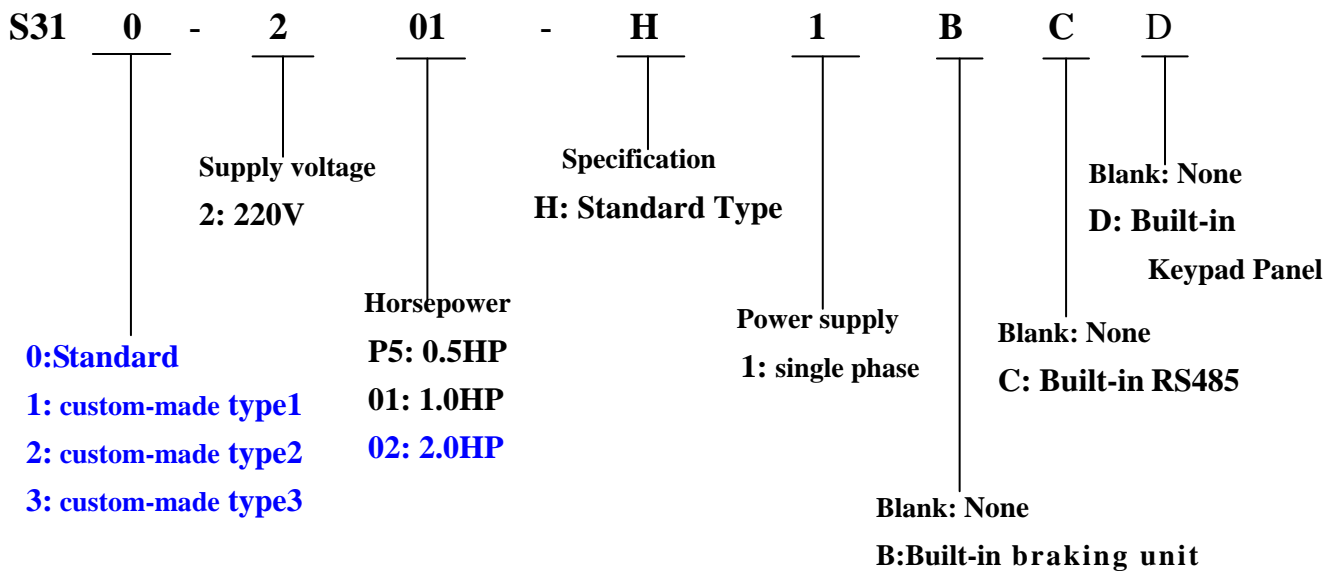 S31 0 - 2 01 - H 1 B C D
Supply voltage
2: 220V
Specification
H: Standard Type
Blank: None
D: Built-in
Keypad Panel
Horsepower
P5: 0.5HP
01: 1.0HP
02: 2.0HP
Power supply
1: single phase
Blank: None
C: Built-in RS485
0:Standard
1: custom-made type1
2: custom-made type2
3: custom-made type3
Blank: None
B:Built-in braking unit